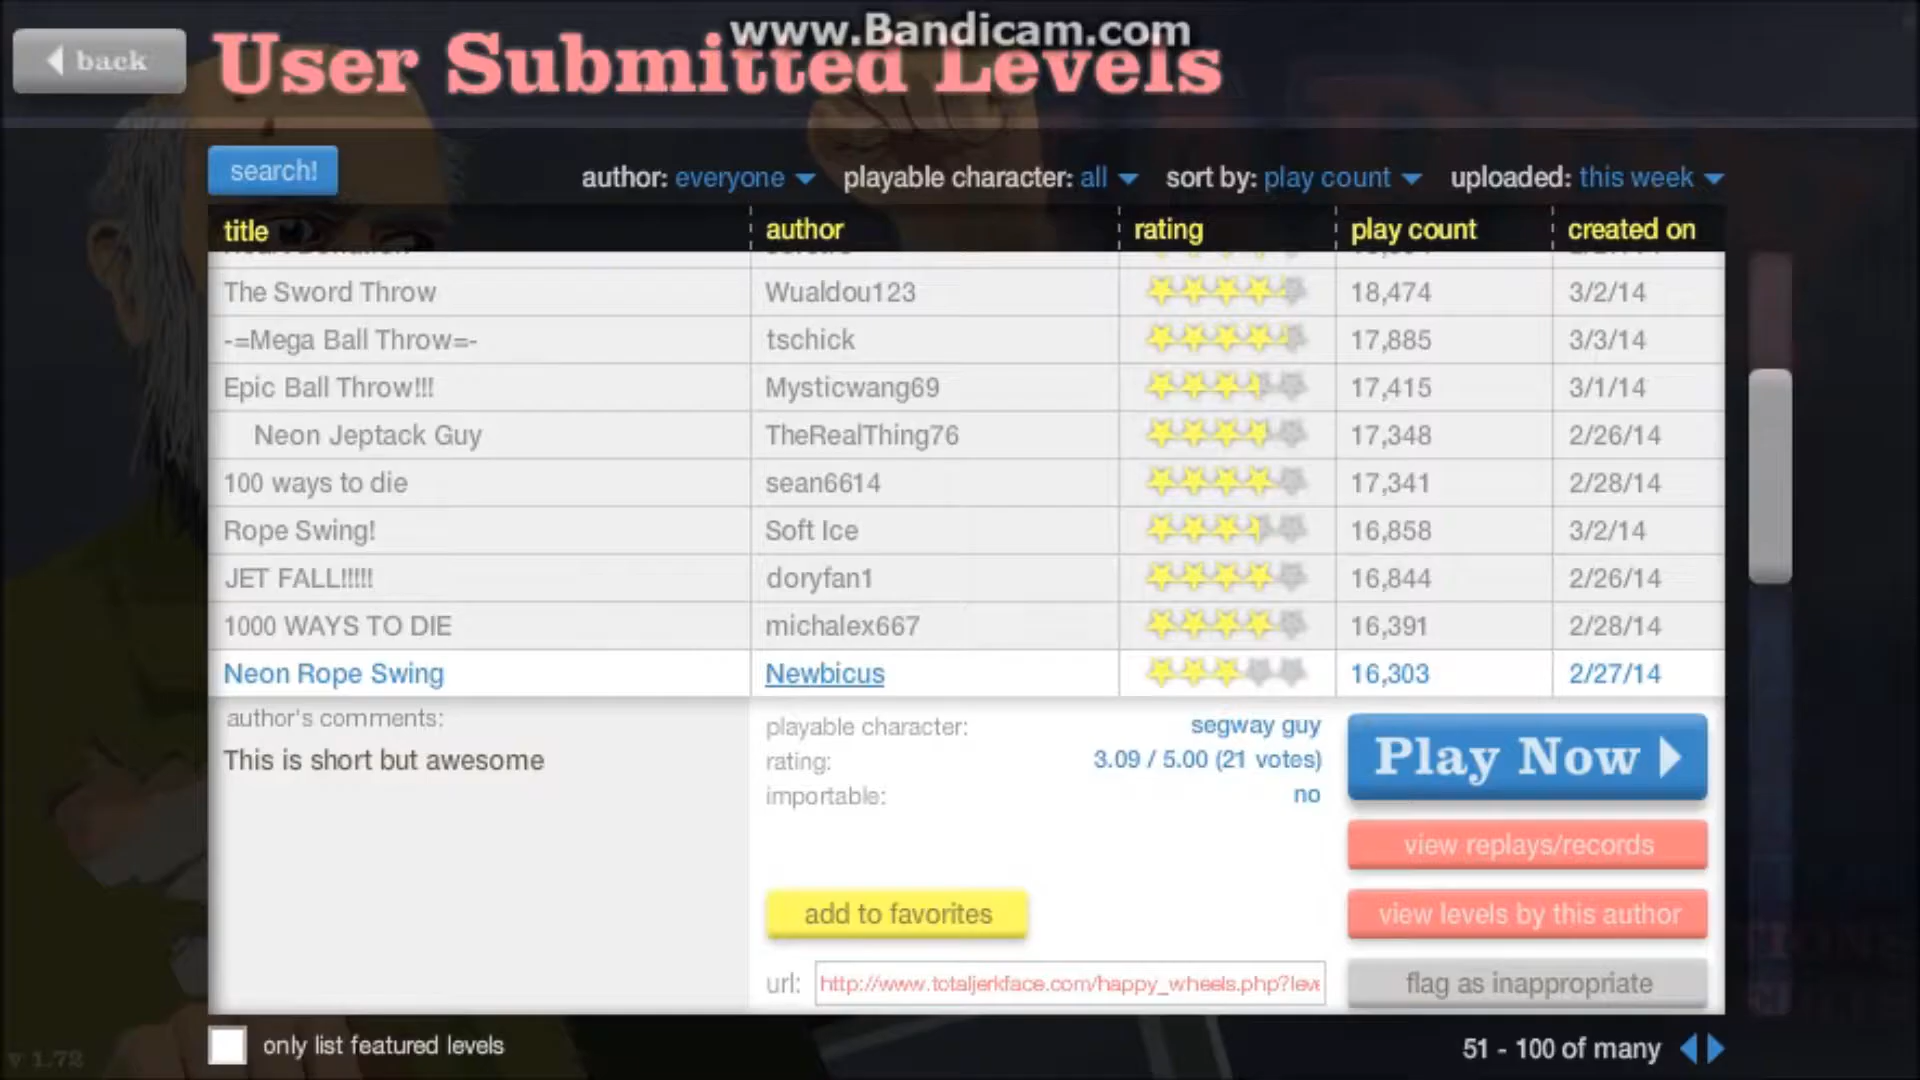 www.Bandicam.com
back
User Submitted Levels
search!
author: everyone playable character: all sort by: play count uploaded: this week
title author rating play count created on
The Sword Throw Wualdou123 18,474 3/2/14
-=Mega Ball Throw=- tschick 17,885 3/3/14
Epic Ball Throw!!! Mysticwang69 17,415 3/1/14
Neon Jeptack Guy TheRealThing76 17,348 2/26/14
100 ways to die sean6614 17,341 2/28/14
Rope Swing! Soft Ice 16,858 3/2/14
JET FALL!!!!! doryfan1 16,844 2/26/14
1000 WAYS TO DIE michalex667 16,391 2/28/14
Neon Rope Swing Newbicus 16,303 2/27/14
author's comments:
This is short but awesome
playable character: segway guy
rating: 3.09 / 5.00 (21 votes)
importable: no
Play Now
view replays/records
add to favorites
view levels by this author
url: http://www.totaljerkface.com/happy_wheels.php?leve
flag as inappropriate
only list featured levels
51 - 100 of many
v 1.72